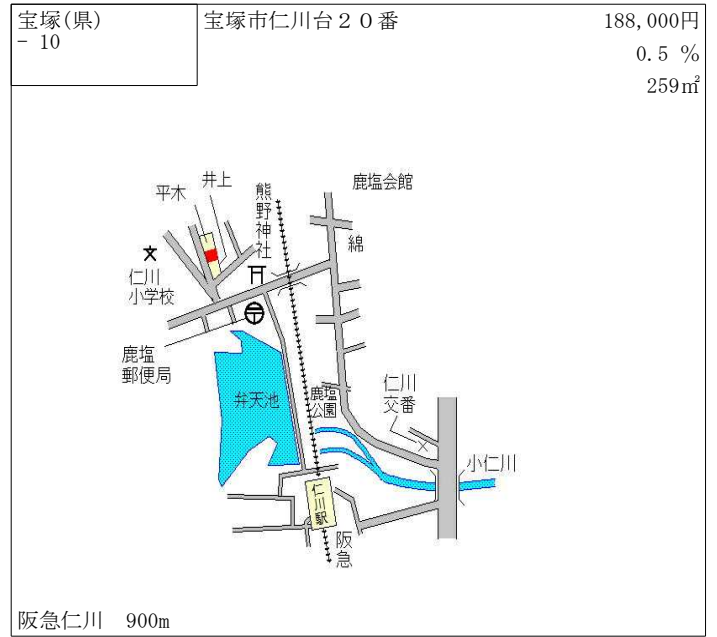 宝塚(県)
- 10
宝塚市仁川台２０番
188,000円
0.5 %
259㎡
井上
平木
熊野神社
鹿塩会館
綿
仁川
小学校
鹿塩
郵便局
弁天池
鹿塩
公園
仁川
交番
小仁川
仁川駅
阪急
阪急仁川 900m